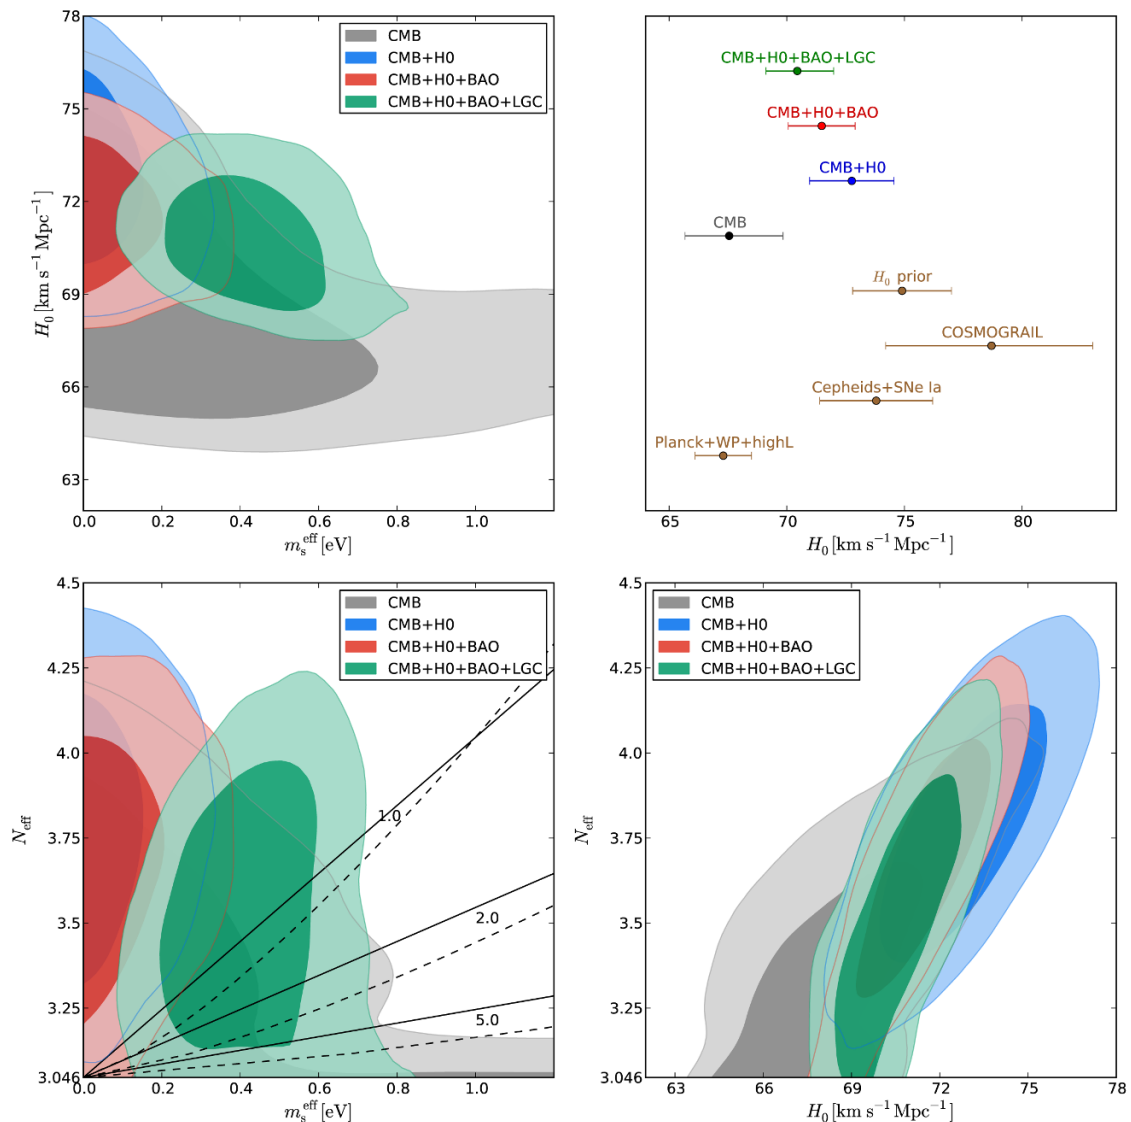 78
75
72
69
66
63
H₀ [km s⁻¹ Mpc⁻¹]
CMB
CMB+H0
CMB+H0+BAO
CMB+H0+BAO+LGC
0.0
0.2
0.4
0.6
0.8
1.0
mₛᵉᶠᶠ [eV]
CMB+H0+BAO+LGC
CMB+H0+BAO
CMB+H0
CMB
H₀ prior
COSMOGRAIL
Cepheids+SNe Ia
Planck+WP+highL
65
70
75
80
H₀ [km s⁻¹ Mpc⁻¹]
4.5
4.25
4.0
3.75
3.5
3.25
3.046
N_eff
CMB
CMB+H0
CMB+H0+BAO
CMB+H0+BAO+LGC
1.0
2.0
5.0
0.0
0.2
0.4
0.6
0.8
1.0
mₛᵉᶠᶠ [eV]
4.5
4.25
4.0
3.75
3.5
3.25
3.046
N_eff
CMB
CMB+H0
CMB+H0+BAO
CMB+H0+BAO+LGC
63
66
69
72
75
78
H₀ [km s⁻¹ Mpc⁻¹]